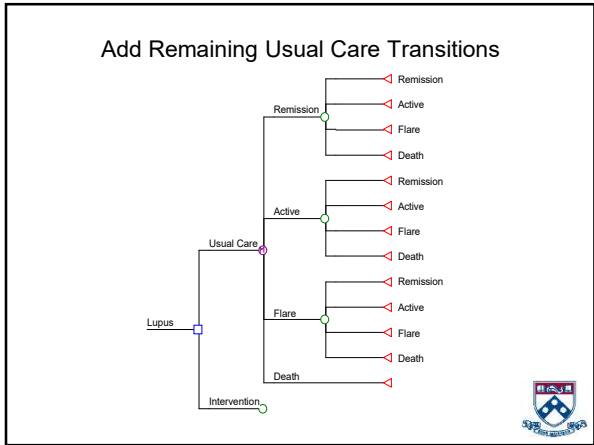 Add Remaining Usual Care Transitions
Remission
Remission
Active
Flare
Death
Active
Remission
Active
Flare
Death
Usual Care
Flare
Remission
Active
Flare
Death
Lupus
Death
Intervention